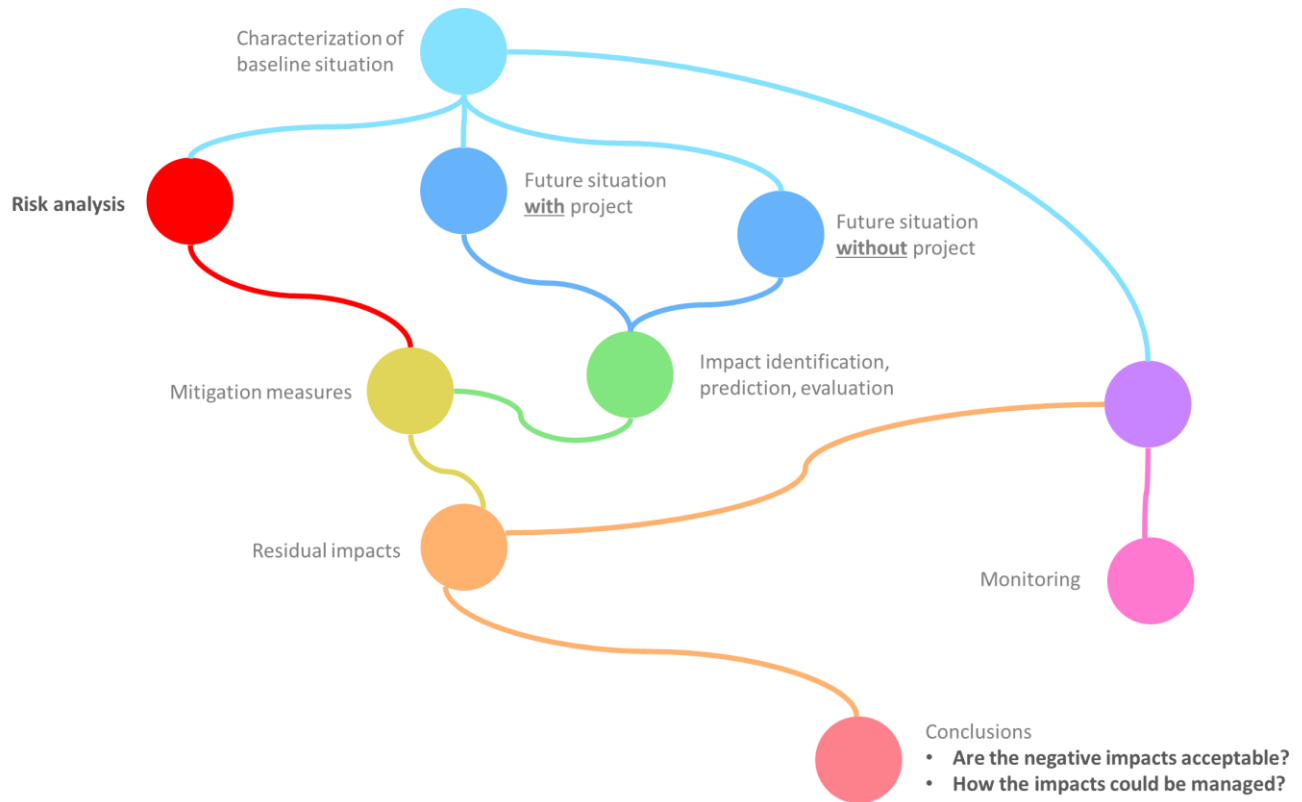 Characterization of
baseline situation
Risk analysis
Future situation
with project
Future situation
without project
Mitigation measures
Impact identification,
prediction, evaluation
Residual impacts
Monitoring
Conclusions
• Are the negative impacts acceptable?
• How the impacts could be managed?